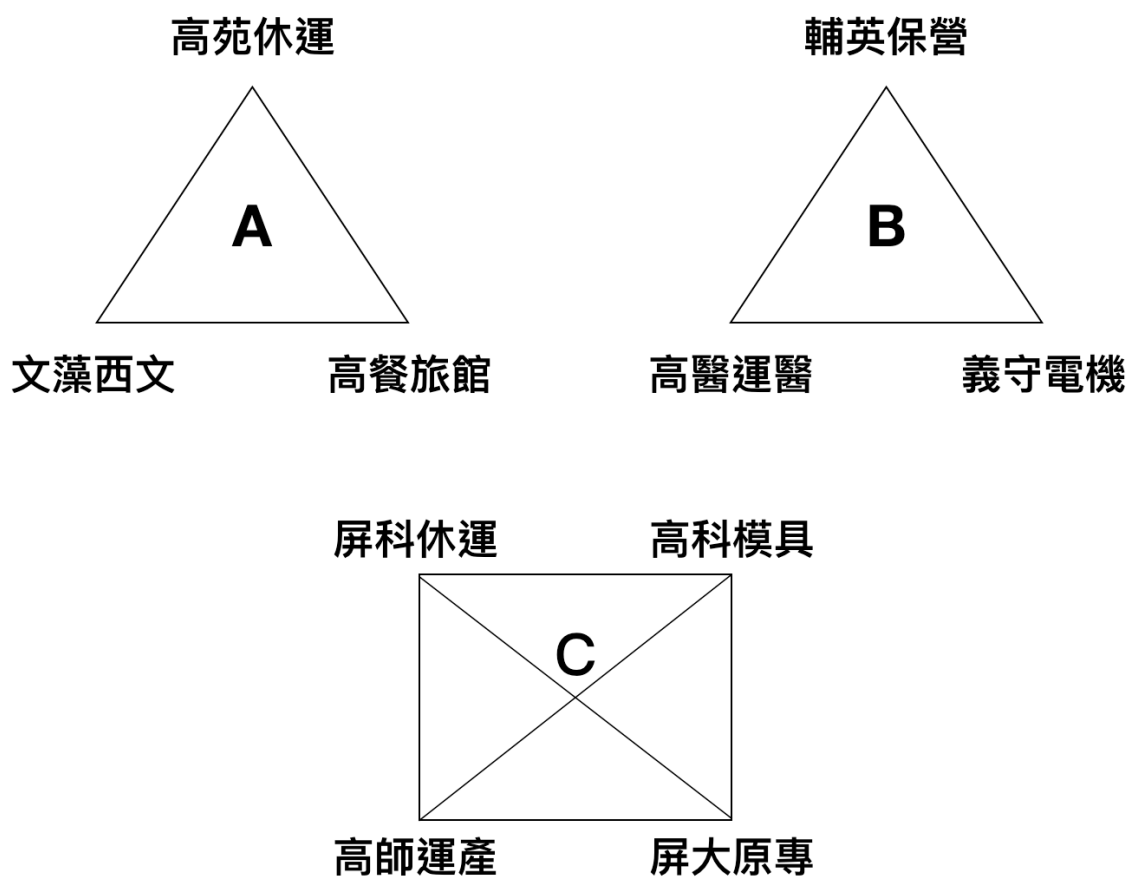 高苑休運
輔英保營
A
B
文藻西文
高餐旅館
高醫運醫
義守電機
屏科休運
高科模具
C
高師運產
屏大原專